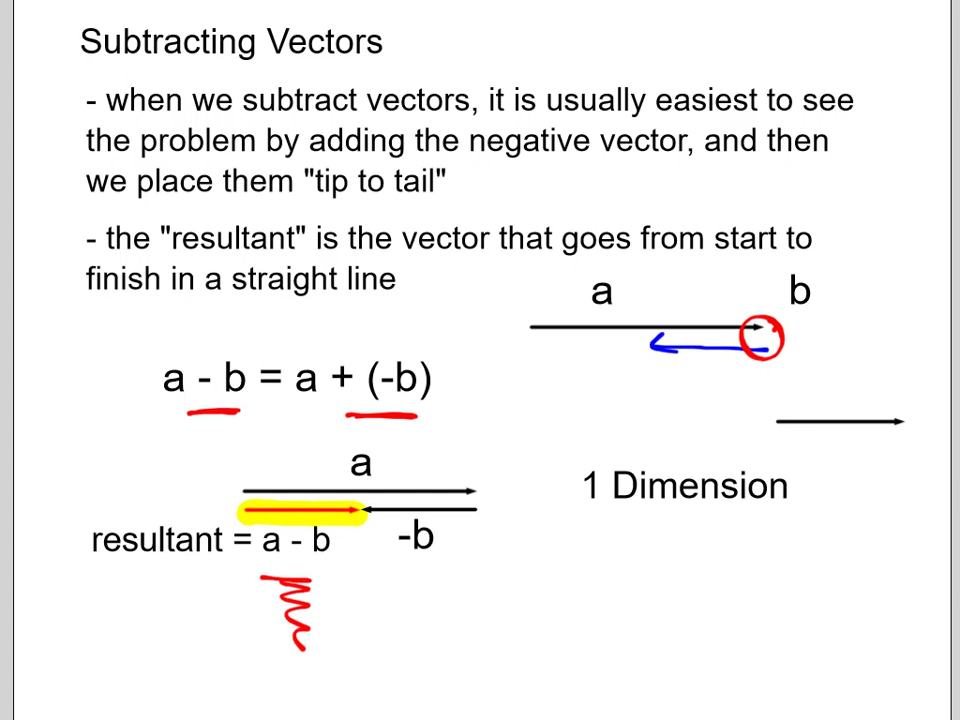 Subtracting Vectors
- when we subtract vectors, it is usually easiest to see
the problem by adding the negative vector, and then
we place them "tip to tail"
- the "resultant" is the vector that goes from start to
finish in a straight line
a b
a - b = a + (-b)
a
1 Dimension
resultant = a - b
-b